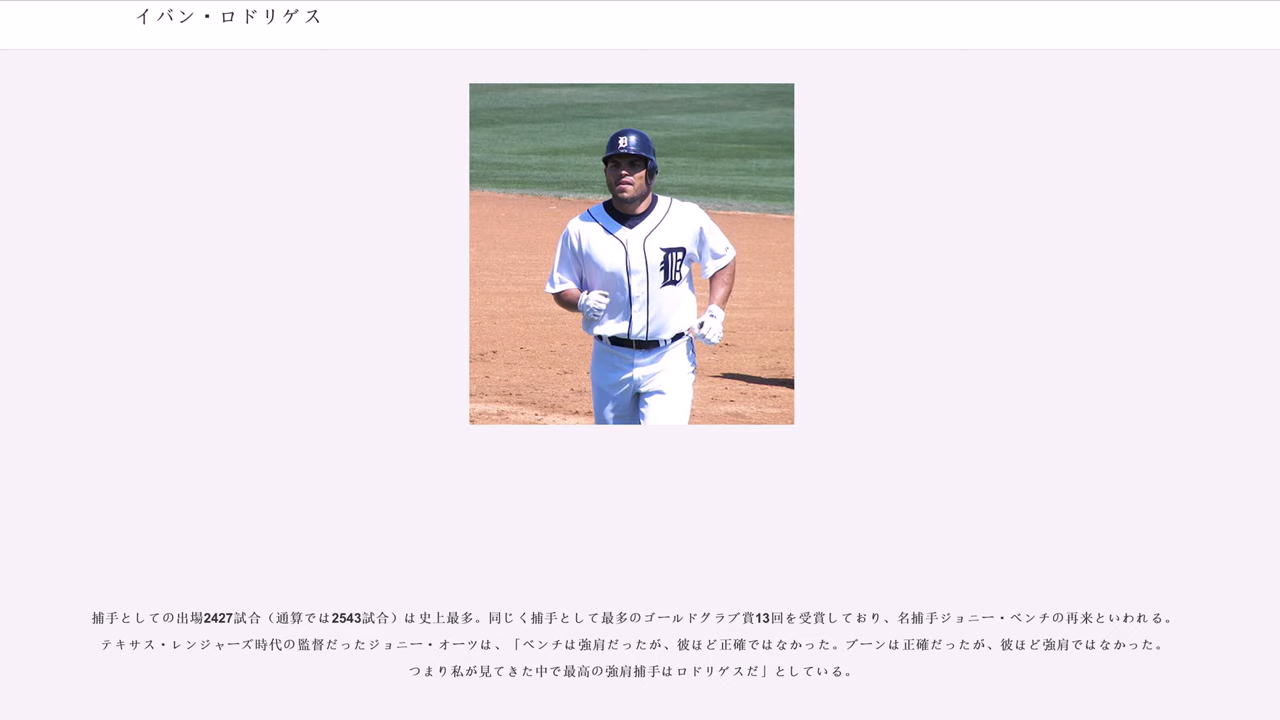 イバン・ロドリゲス
D
D
捕手としての出場2427試合（通算では2543試合）は史上最多。同じく捕手として最多のゴールドグラブ賞13回を受賞しており、名捕手ジョニー・ベンチの再来といわれる。
テキサス・レンジャーズ時代の監督だったジョニー・オーツは、「ベンチは強肩だったが、彼ほど正確ではなかった。ブーンは正確だったが、彼ほど強肩ではなかった。
つまり私が見てきた中で最高の強肩捕手はロドリゲスだ」としている。